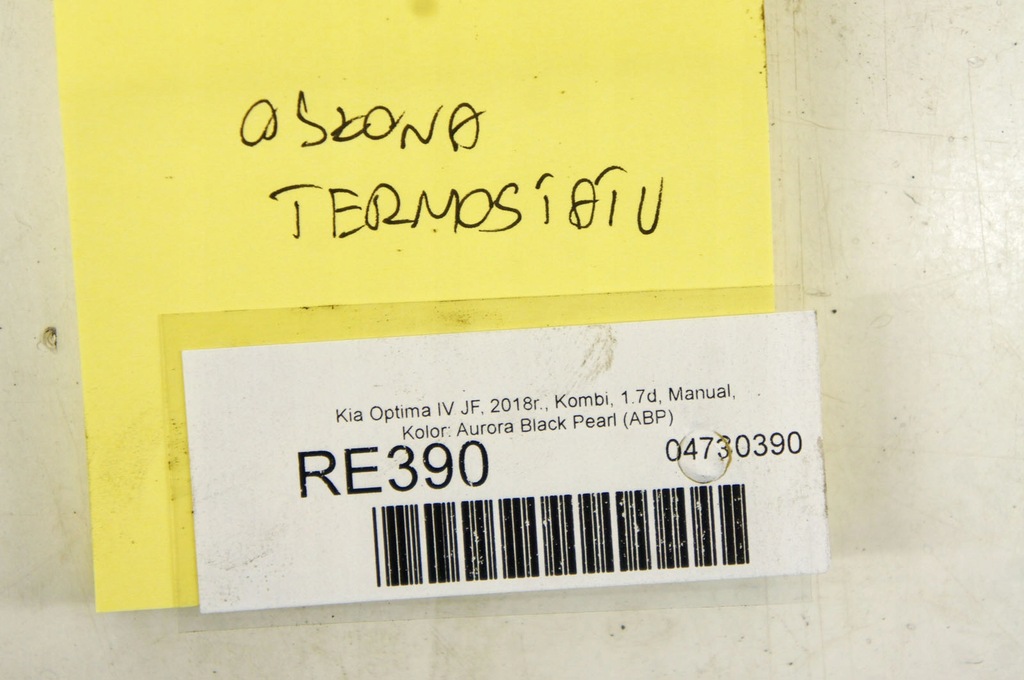 OSŁONA
TERMOSTATU
Kia Optima IV JF, 2018r., Kombi, 1.7d, Manual,
Kolor: Aurora Black Pearl (ABP)
RE390
04730390